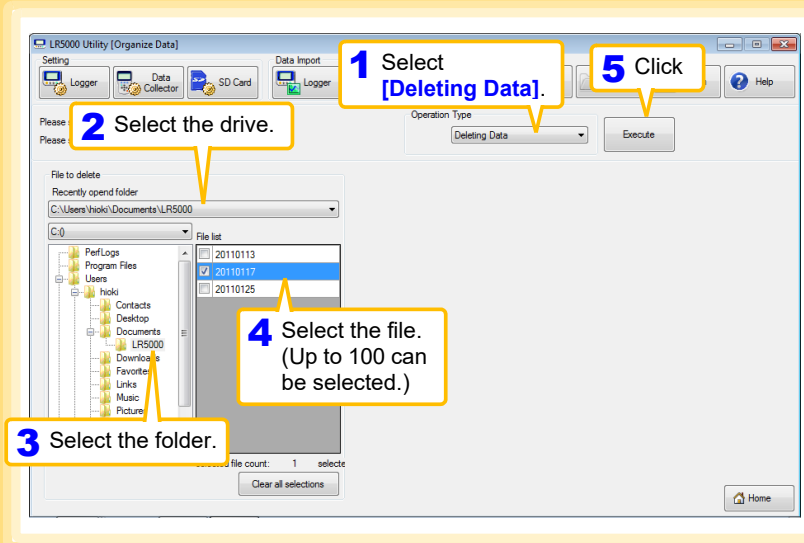 LR5000 Utility [Organize Data]
Setting
Data Import
Logger
Data
Collector
SD Card
Logger
Help
1 Select
[Deleting Data].
5 Click
Please
Please
2 Select the drive.
Operation Type
Deleting Data
Execute
File to delete
Recently opend folder
C:\Users\hioki\Documents\LR5000
C:()
File list
PerfLogs
Program Files
Users
hioki
Contacts
Desktop
Documents
LR5000
Downloads
Favorites
Links
Music
Pictures
20110113
20110117
20110125
4 Select the file.
(Up to 100 can
be selected.)
3 Select the folder.
file count: 1 selecte
Clear all selections
Home